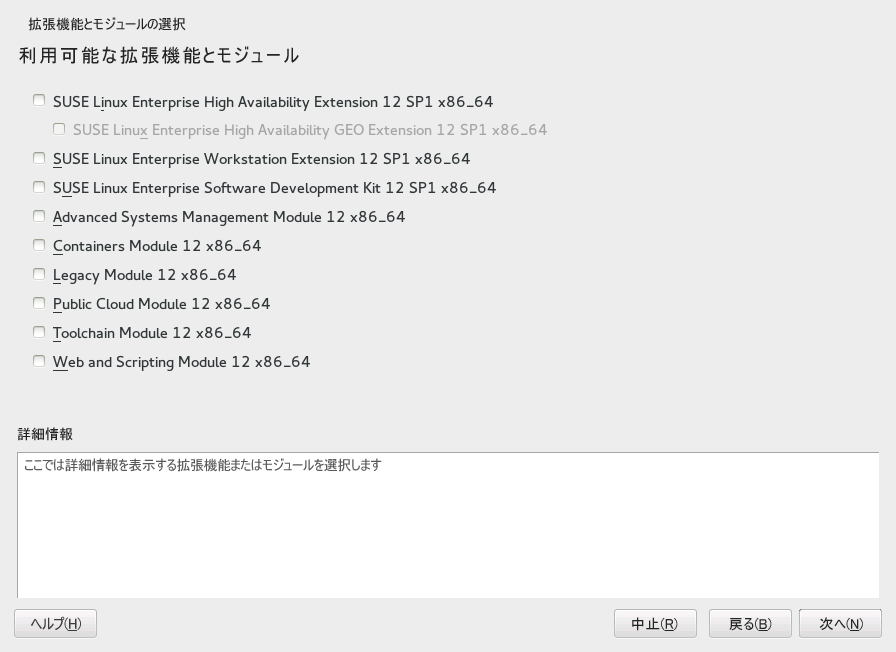 拡張機能とモジュールの選択
利用可能な拡張機能とモジュール
SUSE Linux Enterprise High Availability Extension 12 SP1 x86_64
SUSE Linux Enterprise High Availability GEO Extension 12 SP1 x86_64
SUSE Linux Enterprise Workstation Extension 12 SP1 x86_64
SUSE Linux Enterprise Software Development Kit 12 SP1 x86_64
Advanced Systems Management Module 12 x86_64
Containers Module 12 x86_64
Legacy Module 12 x86_64
Public Cloud Module 12 x86_64
Toolchain Module 12 x86_64
Web and Scripting Module 12 x86_64
詳細情報
ここでは詳細情報を表示する拡張機能またはモジュールを選択します
ヘルプ(H) 中止(R) 戻る(B) 次へ(N)